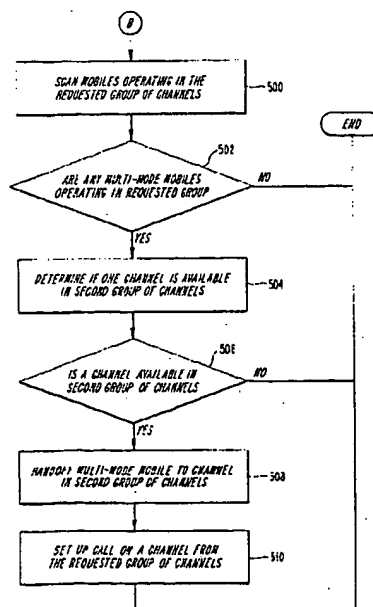 B
SCAN MOBILES OPERATING IN THE
REQUESTED GROUP OF CHANNELS
500
END
502
ARE ANY MULTI-MODE MOBILES
OPERATING IN REQUESTED GROUP
NO
YES
DETERMINE IF ONE CHANNEL IS AVAILABLE
IN SECOND GROUP OF CHANNELS
504
506
IS A CHANNEL AVAILABLE IN
SECOND GROUP OF CHANNELS
NO
YES
HANDOFF MULTI-MODE MOBILE TO CHANNEL
IN SECOND GROUP OF CHANNELS
508
SET UP CALL ON A CHANNEL FROM
THE REQUESTED GROUP OF CHANNELS
510